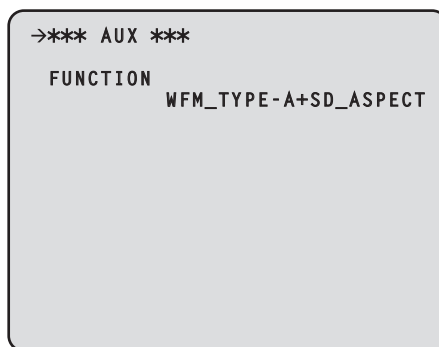 →*** AUX ***
FUNCTION
WFM_TYPE-A+SD_ASPECT